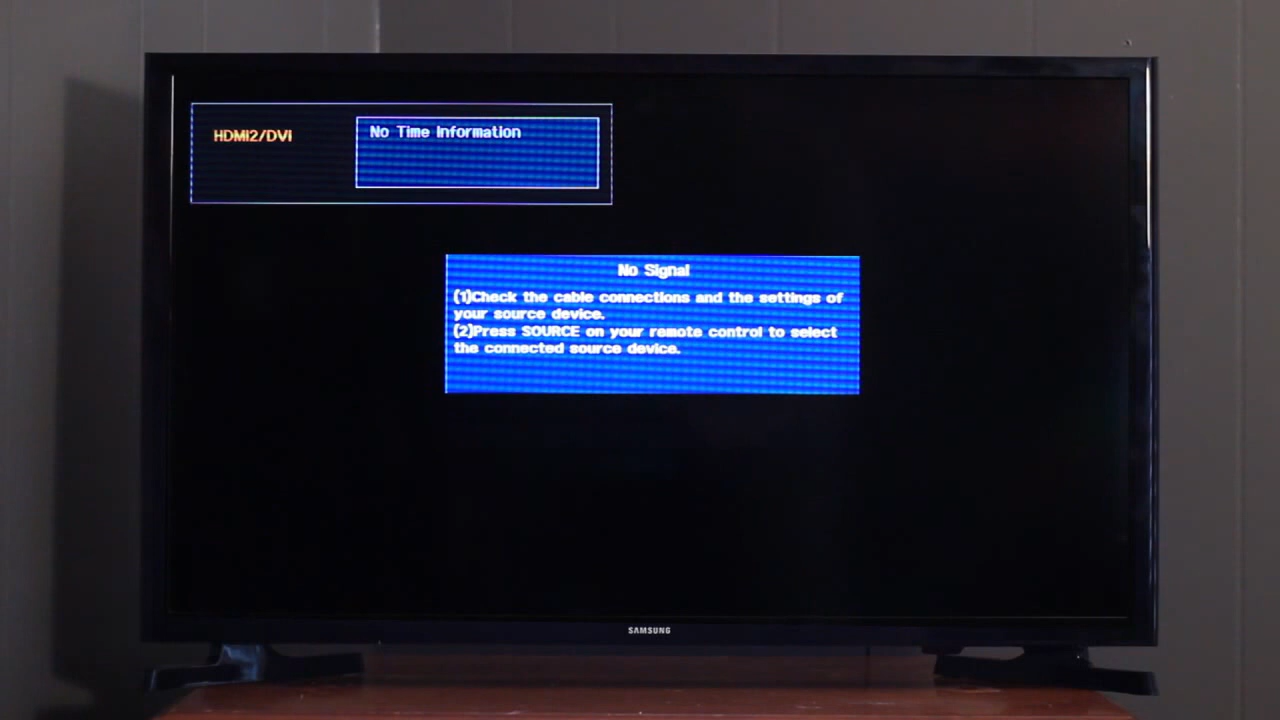 HDMI2/DVI
No Time Information
No Signal
(1)Check the cable connections and the settings of
your source device.
(2)Press SOURCE on your remote control to select
the connected source device.
SAMSUNG